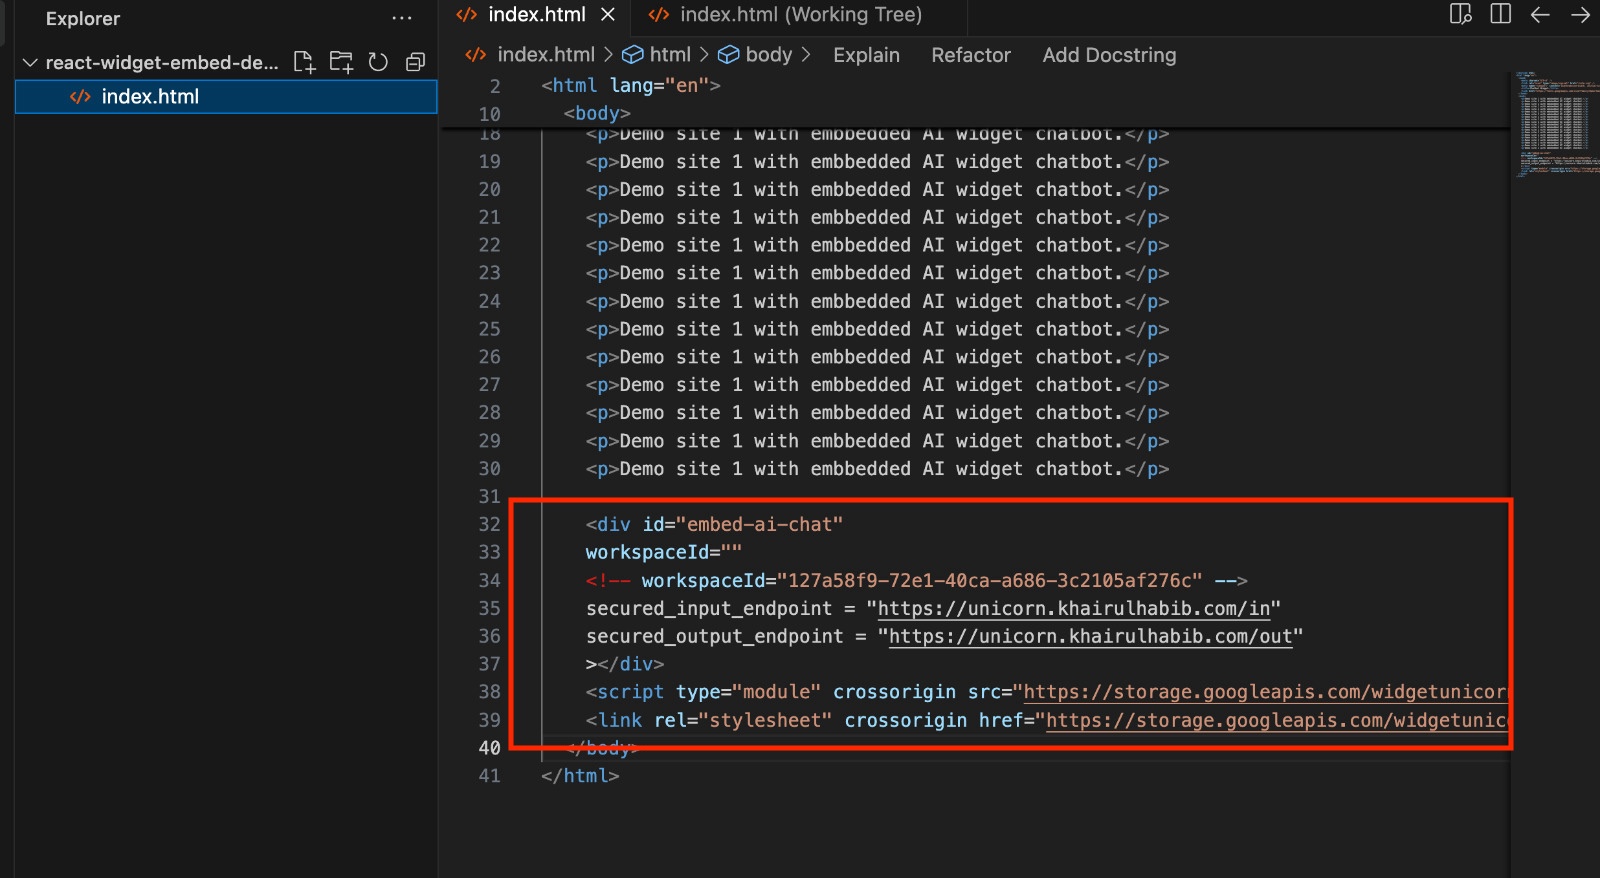 Explorer ···
react-widget-embed-de...
index.html
index.html
index.html (Working Tree)
index.html > html > body > Explain Refactor Add Docstring
2 <html lang="en">
10 <body>
18 <p>Demo site 1 with embbedded AI widget chatbot.</p>
19 <p>Demo site 1 with embbedded AI widget chatbot.</p>
20 <p>Demo site 1 with embbedded AI widget chatbot.</p>
21 <p>Demo site 1 with embbedded AI widget chatbot.</p>
22 <p>Demo site 1 with embbedded AI widget chatbot.</p>
23 <p>Demo site 1 with embbedded AI widget chatbot.</p>
24 <p>Demo site 1 with embbedded AI widget chatbot.</p>
25 <p>Demo site 1 with embbedded AI widget chatbot.</p>
26 <p>Demo site 1 with embbedded AI widget chatbot.</p>
27 <p>Demo site 1 with embbedded AI widget chatbot.</p>
28 <p>Demo site 1 with embbedded AI widget chatbot.</p>
29 <p>Demo site 1 with embbedded AI widget chatbot.</p>
30 <p>Demo site 1 with embbedded AI widget chatbot.</p>
31
32 <div id="embed-ai-chat"
33 workspaceId=""
34 <!-- workspaceId="127a58f9-72e1-40ca-a686-3c2105af276c" -->
35 secured_input_endpoint = "https://unicorn.khairulhabib.com/in"
36 secured_output_endpoint = "https://unicorn.khairulhabib.com/out"
37 ></div>
38 <script type="module" crossorigin src="https://storage.googleapis.com/widgetunicor
39 <link rel="stylesheet" crossorigin href="https://storage.googleapis.com/widgetunic
40 </body>
41 </html>